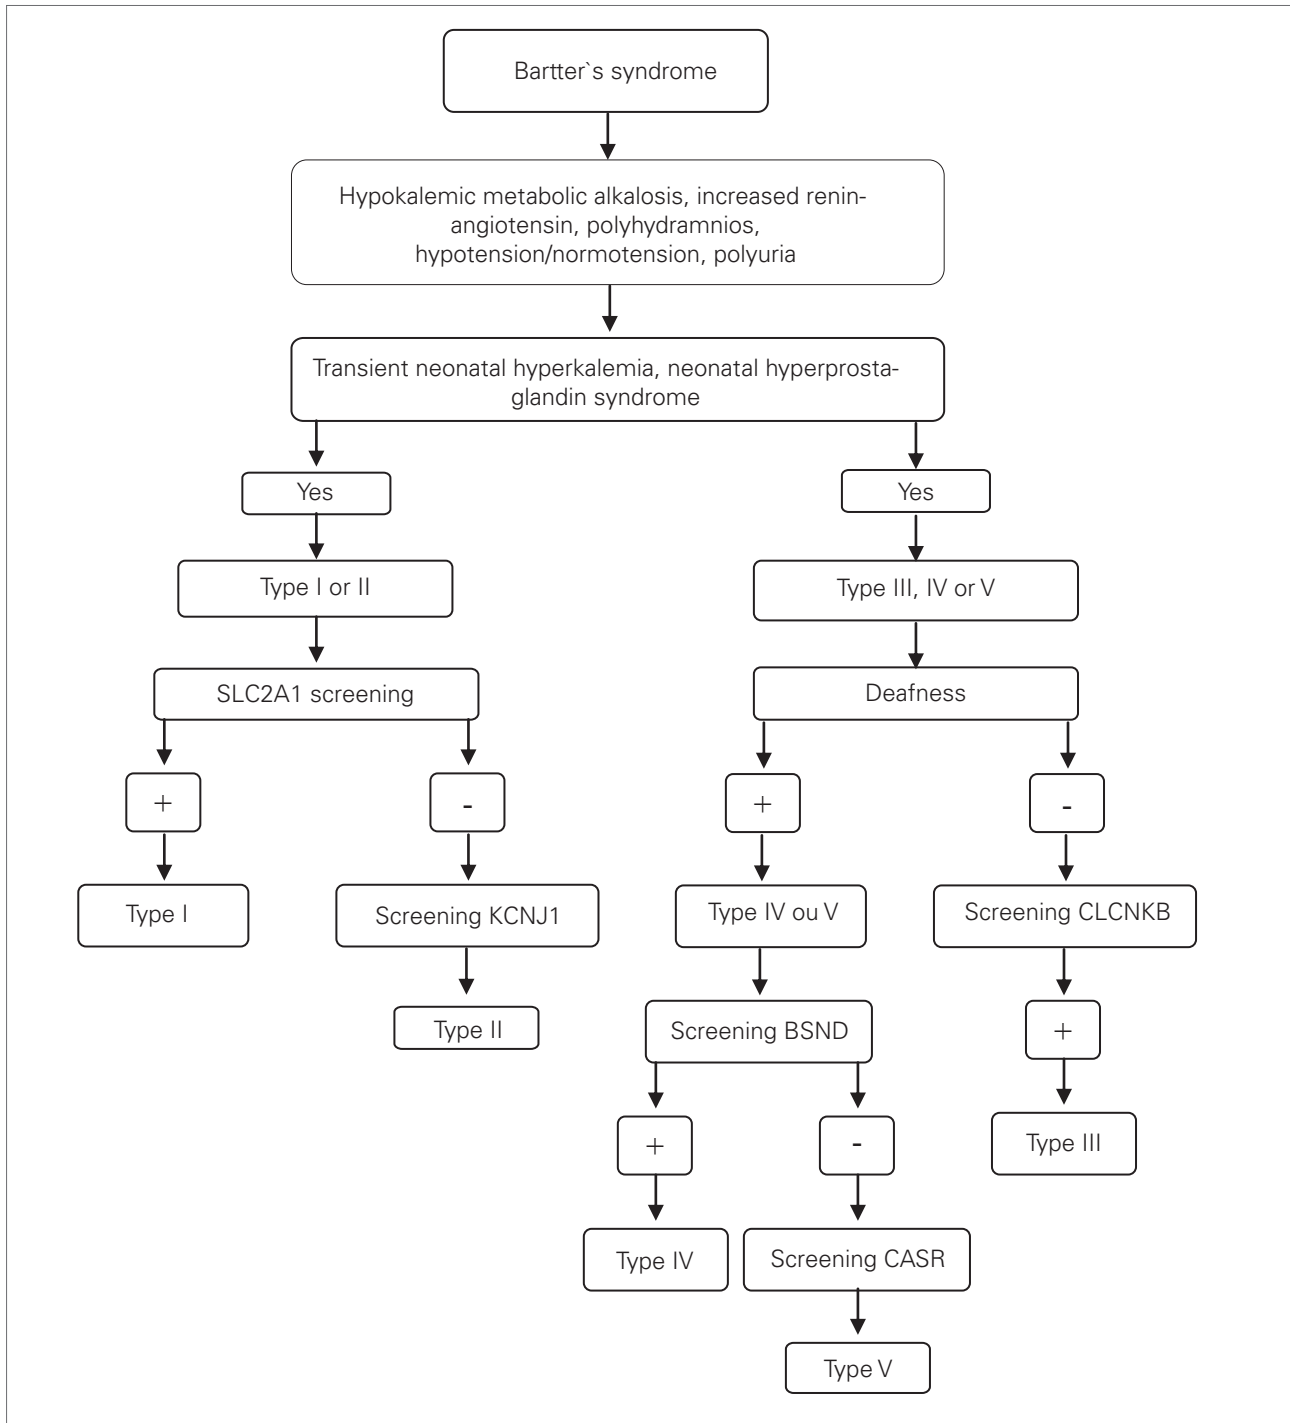 Bartter`s syndrome
Hypokalemic metabolic alkalosis, increased renin-
angiotensin, polyhydramnios,
hypotension/normotension, polyuria
Transient neonatal hyperkalemia, neonatal hyperprosta-
glandin syndrome
Yes
Yes
Type I or II
Type III, IV or V
SLC2A1 screening
Deafness
+
-
+
-
Type I
Screening KCNJ1
Type IV ou V
Screening CLCNKB
Type II
Screening BSND
+
+
-
Type III
Type IV
Screening CASR
Type V